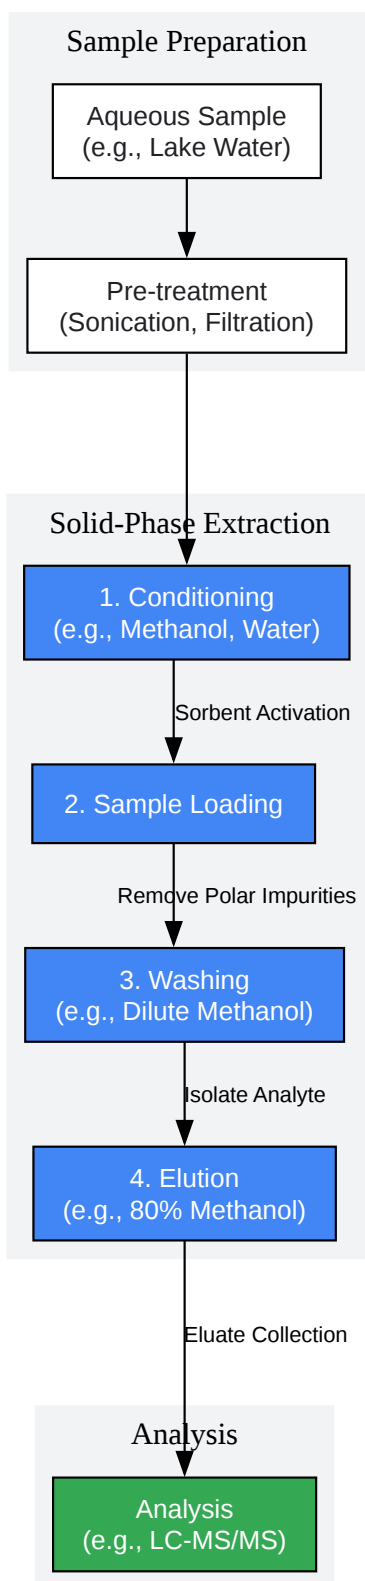 Sample Preparation
Aqueous Sample
(e.g., Lake Water)
Pre-treatment
(Sonication, Filtration)
Solid-Phase Extraction
1. Conditioning
(e.g., Methanol, Water)
Sorbent Activation
2. Sample Loading
Remove Polar Impurities
3. Washing
(e.g., Dilute Methanol)
Isolate Analyte
4. Elution
(e.g., 80% Methanol)
Eluate Collection
Analysis
Analysis
(e.g., LC-MS/MS)